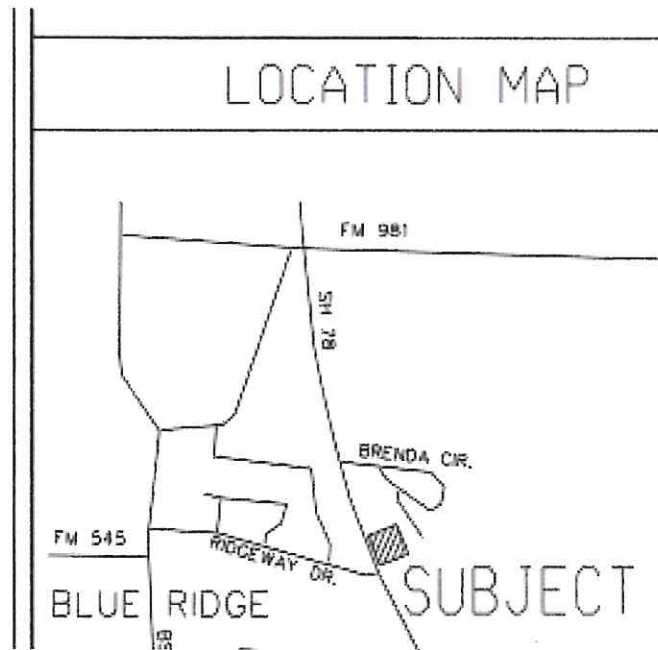 LOCATION MAP
FM 981
SH 78
BRENDA CIR.
FM 545
RIDGEWAY DR.
BLUE RIDGE
SUBJECT